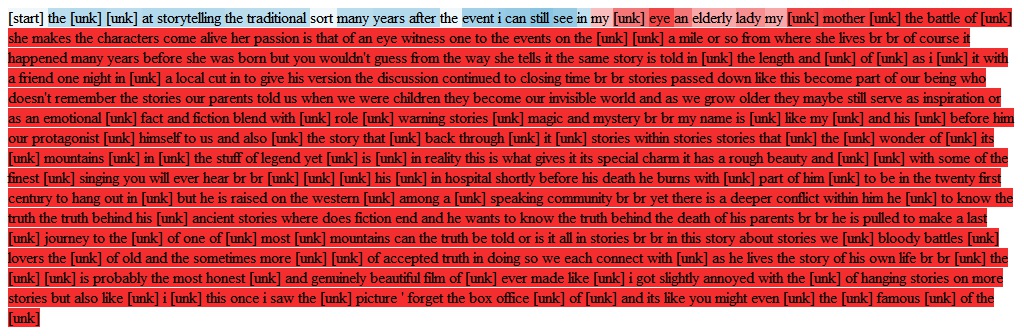 [start] the [unk] [unk] at storytelling the traditional sort many years after the event i can still see in my [unk] eye an elderly lady my [unk] mother [unk] the battle of [unk]
she makes the characters come alive her passion is that of an eye witness one to the events on the [unk] [unk] a mile or so from where she lives br br of course it
happened many years before she was born but you wouldn't guess from the way she tells it the same story is told in [unk] the length and [unk] of [unk] as i [unk] it with
a friend one night in [unk] a local cut in to give his version the discussion continued to closing time br br stories passed down like this become part of our being who
doesn't remember the stories our parents told us when we were children they become our invisible world and as we grow older they maybe still serve as inspiration or
as an emotional [unk] fact and fiction blend with [unk] role [unk] warning stories [unk] magic and mystery br br my name is [unk] like my [unk] and his [unk] before him
our protagonist [unk] himself to us and also [unk] the story that [unk] back through [unk] it [unk] stories within stories stories that [unk] the [unk] wonder of [unk] its
[unk] mountains [unk] in [unk] the stuff of legend yet [unk] is [unk] in reality this is what gives it its special charm it has a rough beauty and [unk] [unk] with some of the
finest [unk] singing you will ever hear br br [unk] [unk] [unk] his [unk] in hospital shortly before his death he burns with [unk] part of him [unk] to be in the twenty first
century to hang out in [unk] but he is raised on the western [unk] among a [unk] speaking community br br yet there is a deeper conflict within him he [unk] to know the
truth the truth behind his [unk] ancient stories where does fiction end and he wants to know the truth behind the death of his parents br br he is pulled to make a last
[unk] journey to the [unk] of one of [unk] most [unk] mountains can the truth be told or is it all in stories br br in this story about stories we [unk] bloody battles [unk]
lovers the [unk] of old and the sometimes more [unk] [unk] of accepted truth in doing so we each connect with [unk] as he lives the story of his own life br br [unk] the
[unk] [unk] is probably the most honest [unk] and genuinely beautiful film of [unk] ever made like [unk] i got slightly annoyed with the [unk] of hanging stories on more
stories but also like [unk] i [unk] this once i saw the [unk] picture ' forget the box office [unk] of [unk] and its like you might even [unk] the [unk] famous [unk] of the
[unk]